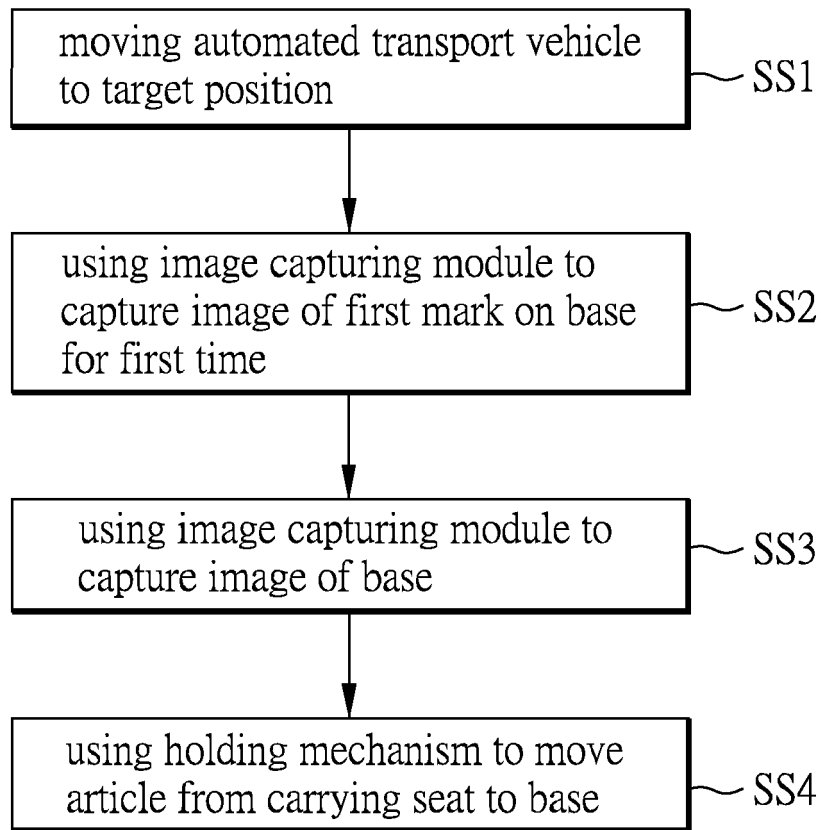 moving automated transport vehicle
to target position
SS1
using image capturing module to
capture image of first mark on base
for first time
SS2
using image capturing module to
capture image of base
SS3
using holding mechanism to move
article from carrying seat to base
SS4